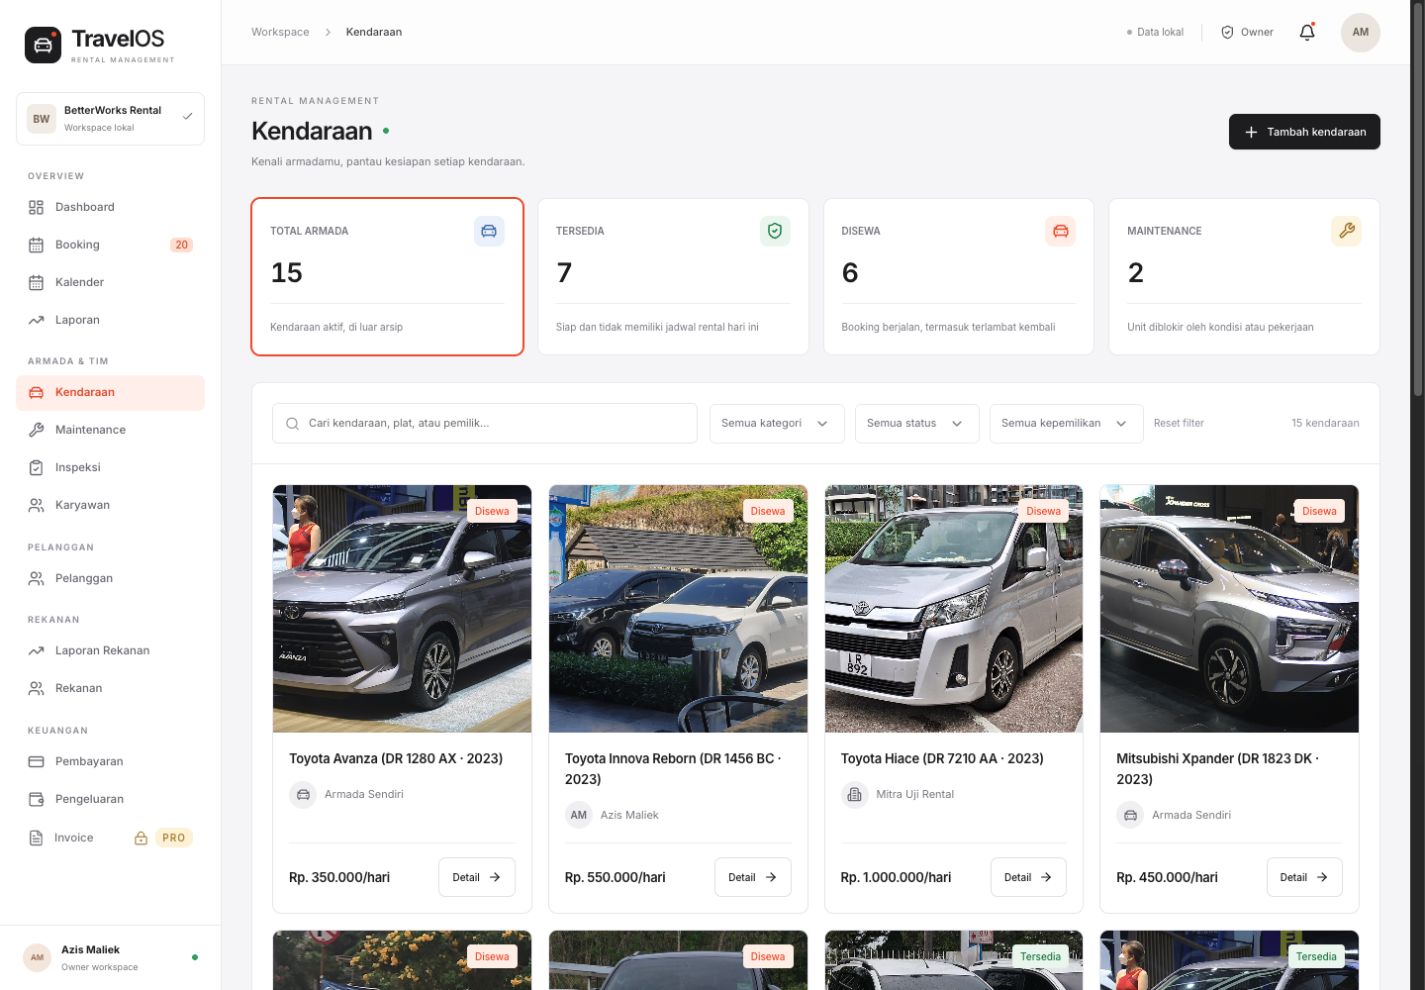 TravelOS
RENTAL MANAGEMENT
BW
BetterWorks Rental
Workspace lokal
OVERVIEW
Dashboard
Booking 20
Kalender
Laporan
ARMADA & TIM
Kendaraan
Maintenance
Inspeksi
Karyawan
PELANGGAN
Pelanggan
REKANAN
Laporan Rekanan
Rekanan
KEUANGAN
Pembayaran
Pengeluaran
Invoice PRO
AM
Azis Maliek
Owner workspace
Workspace > Kendaraan
Data lokal
Owner
AM
RENTAL MANAGEMENT
Kendaraan
Kenali armadamu, pantau kesiapan setiap kendaraan.
+ Tambah kendaraan
TOTAL ARMADA
15
Kendaraan aktif, di luar arsip
TERSEDIA
7
Siap dan tidak memiliki jadwal rental hari ini
DISEWA
6
Booking berjalan, termasuk terlambat kembali
MAINTENANCE
2
Unit diblokir oleh kondisi atau pekerjaan
Cari kendaraan, plat, atau pemilik...
Semua kategori
Semua status
Semua kepemilikan
Reset filter
15 kendaraan
Disewa
AVANZA
Toyota Avanza (DR 1280 AX · 2023)
Armada Sendiri
Rp. 350.000/hari
Detail →
Disewa
Toyota Innova Reborn (DR 1456 BC ·
2023)
AM
Azis Maliek
Rp. 550.000/hari
Detail →
Disewa
R
892
Toyota Hiace (DR 7210 AA · 2023)
Mitra Uji Rental
Rp. 1.000.000/hari
Detail →
XPANDER CROSS
Disewa
Mitsubishi Xpander (DR 1823 DK ·
2023)
Armada Sendiri
Rp. 450.000/hari
Detail →
Disewa
Disewa
Tersedia
Tersedia